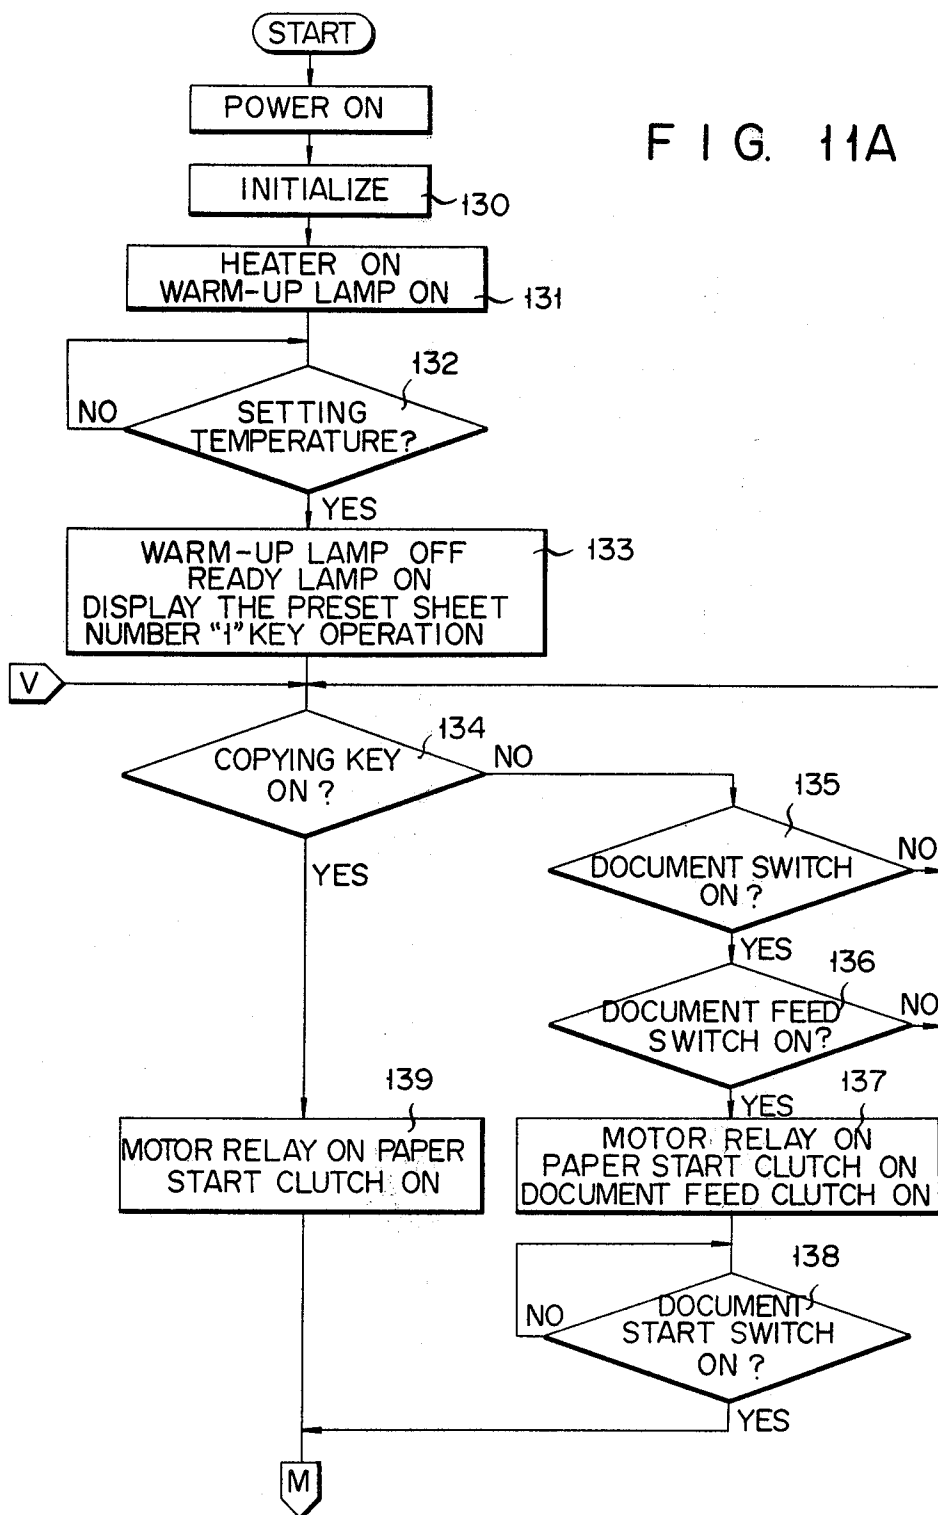 START
POWER ON
FIG. 11A
INITIALIZE
130
HEATER ON
WARM-UP LAMP ON
131
132
NO
SETTING
TEMPERATURE?
YES
133
WARM-UP LAMP OFF
READY LAMP ON
DISPLAY THE PRESET SHEET
NUMBER "1" KEY OPERATION
V
134
COPYING KEY
ON?
NO
135
YES
DOCUMENT SWITCH
ON?
NO
YES
136
DOCUMENT FEED
SWITCH ON?
NO
YES
139
137
MOTOR RELAY ON PAPER
START CLUTCH ON
MOTOR RELAY ON
PAPER START CLUTCH ON
DOCUMENT FEED CLUTCH ON
138
NO
DOCUMENT
START SWITCH
ON?
YES
M